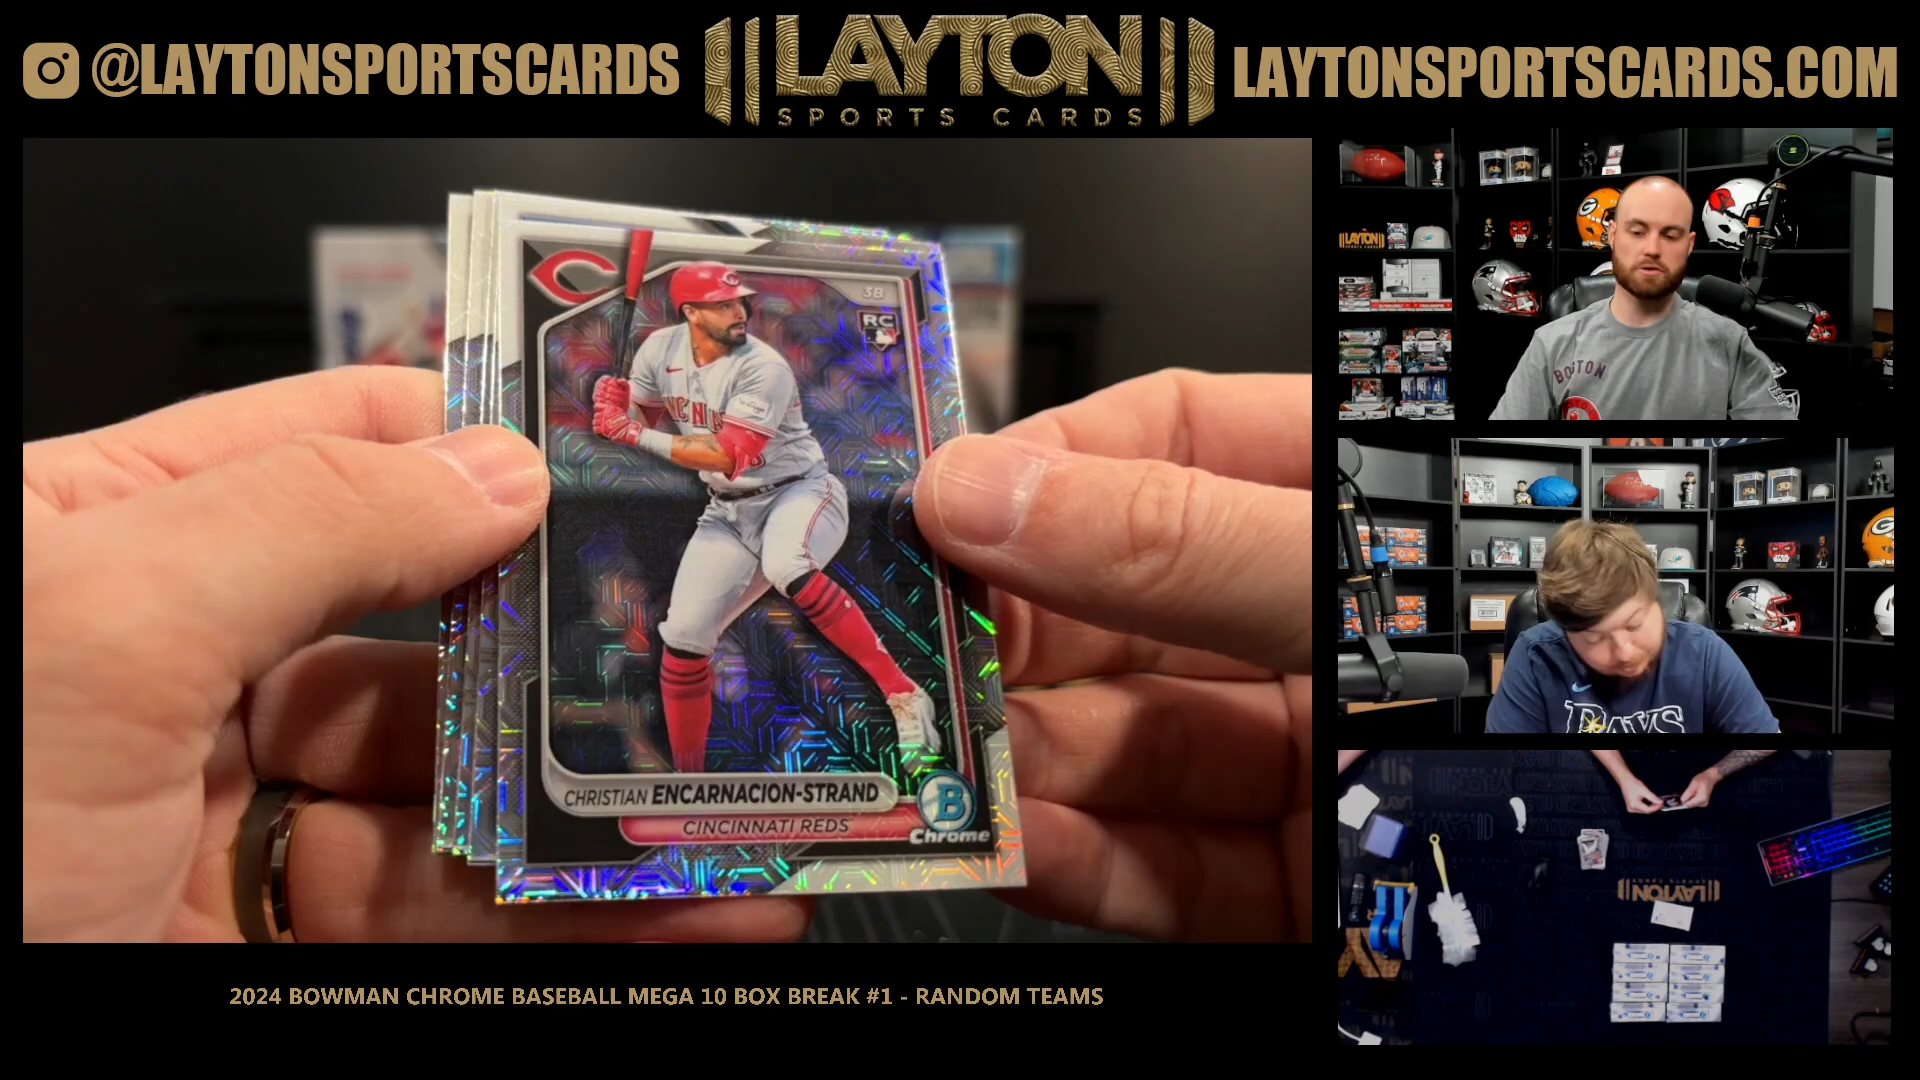 @LAYTONSPORTSCARDS
LAYTON
SPORTS CARDS
LAYTONSPORTSCARDS.COM
3B
RC
CHRISTIAN ENCARNACION-STRAND
CINCINNATI REDS
B
Chrome
LAYTON
BOSTON
RAYS
LAYTON
2024 BOWMAN CHROME BASEBALL MEGA 10 BOX BREAK #1 - RANDOM TEAMS